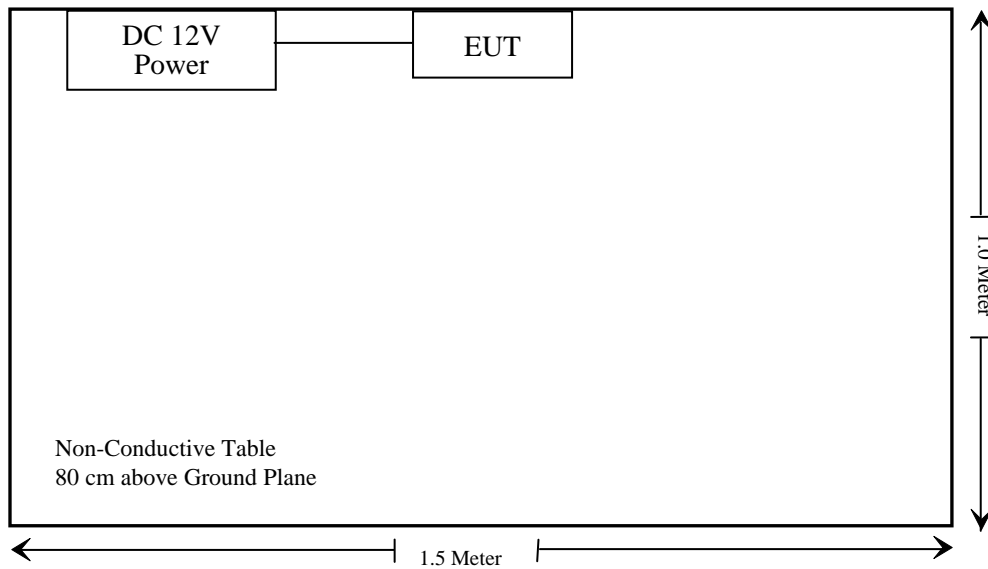 DC 12V
Power
EUT
1.0 Meter
Non-Conductive Table
80 cm above Ground Plane
1.5 Meter